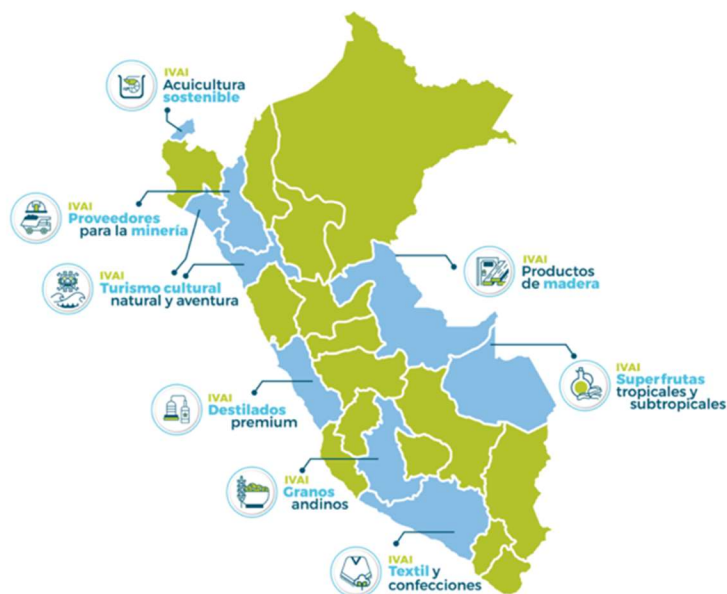 IVAI
Acuicultura
sostenible
IVAI
Proveedores
para la minería
IVAI
Turismo cultural
natural y aventura
IVAI
Productos
de madera
IVAI
Superfrutas
tropicales y
subtropicales
IVAI
Destilados
premium
IVAI
Granos
andinos
IVAI
Textil y
confecciones